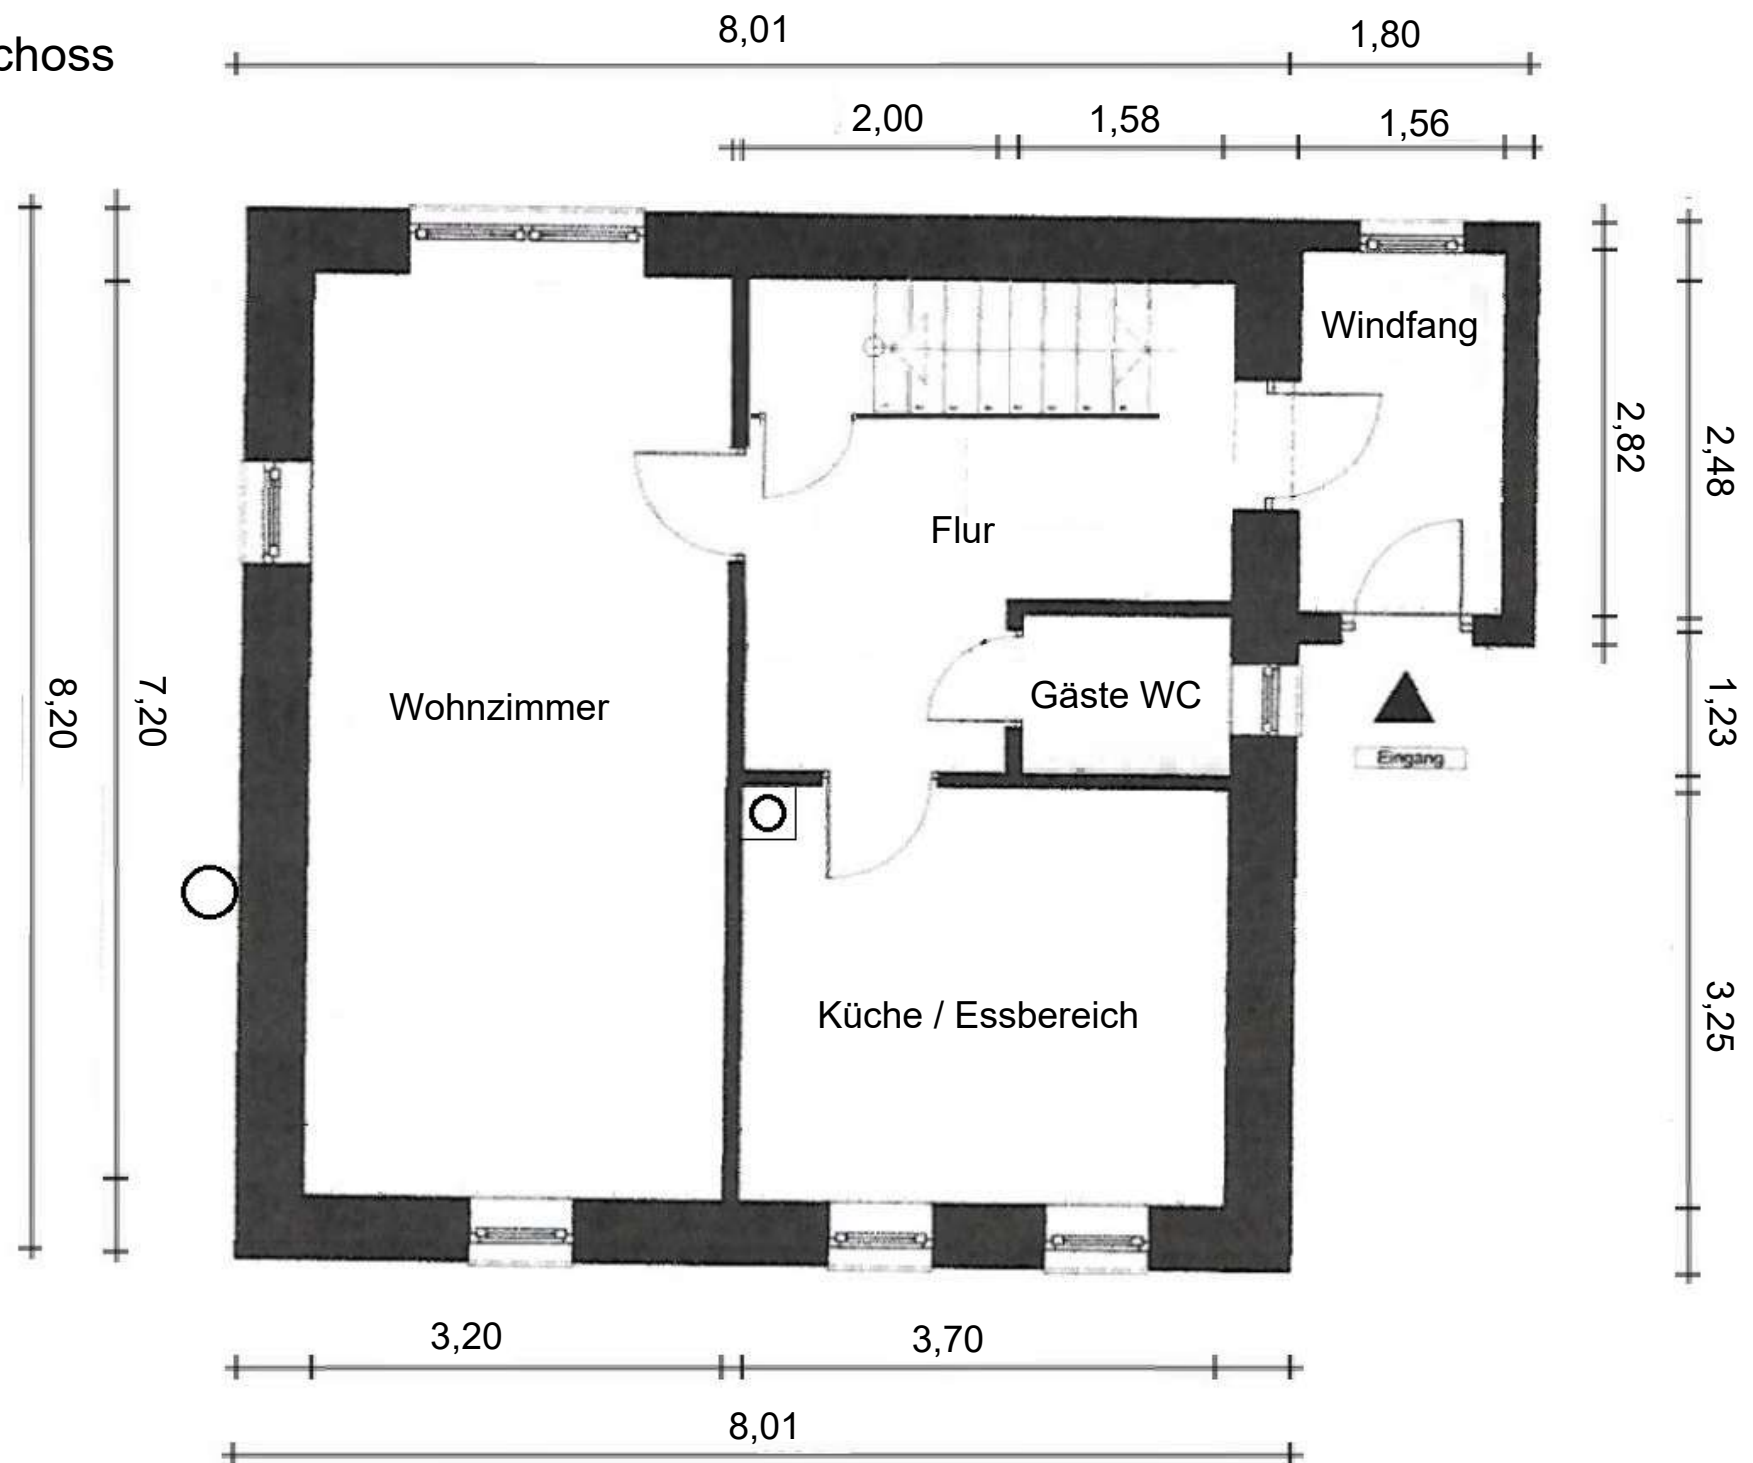 choss
8,01
1,80
2,00
1,58
1,56
Windfang
2,82
2,48
Flur
8,20
7,20
Wohnzimmer
Gäste WC
1,23
Eingang
Küche / Essbereich
3,25
3,20
3,70
8,01